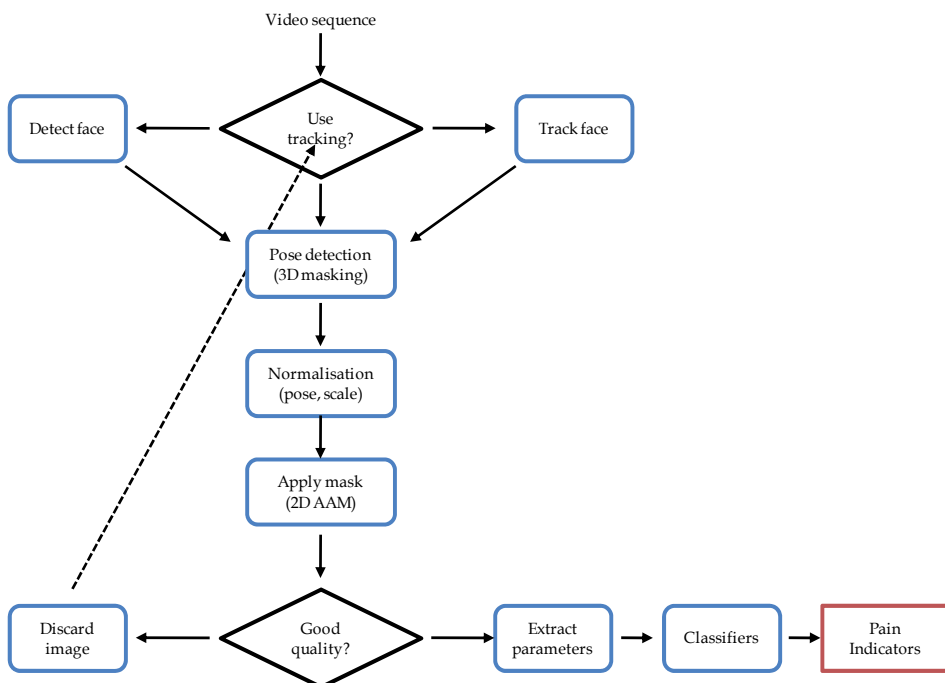 Video sequence
Detect face
Use
tracking?
Track face
Pose detection
(3D masking)
Normalisation
(pose, scale)
Apply mask
(2D AAM)
Discard
image
Good
quality?
Extract
parameters
Classifiers
Pain
Indicators